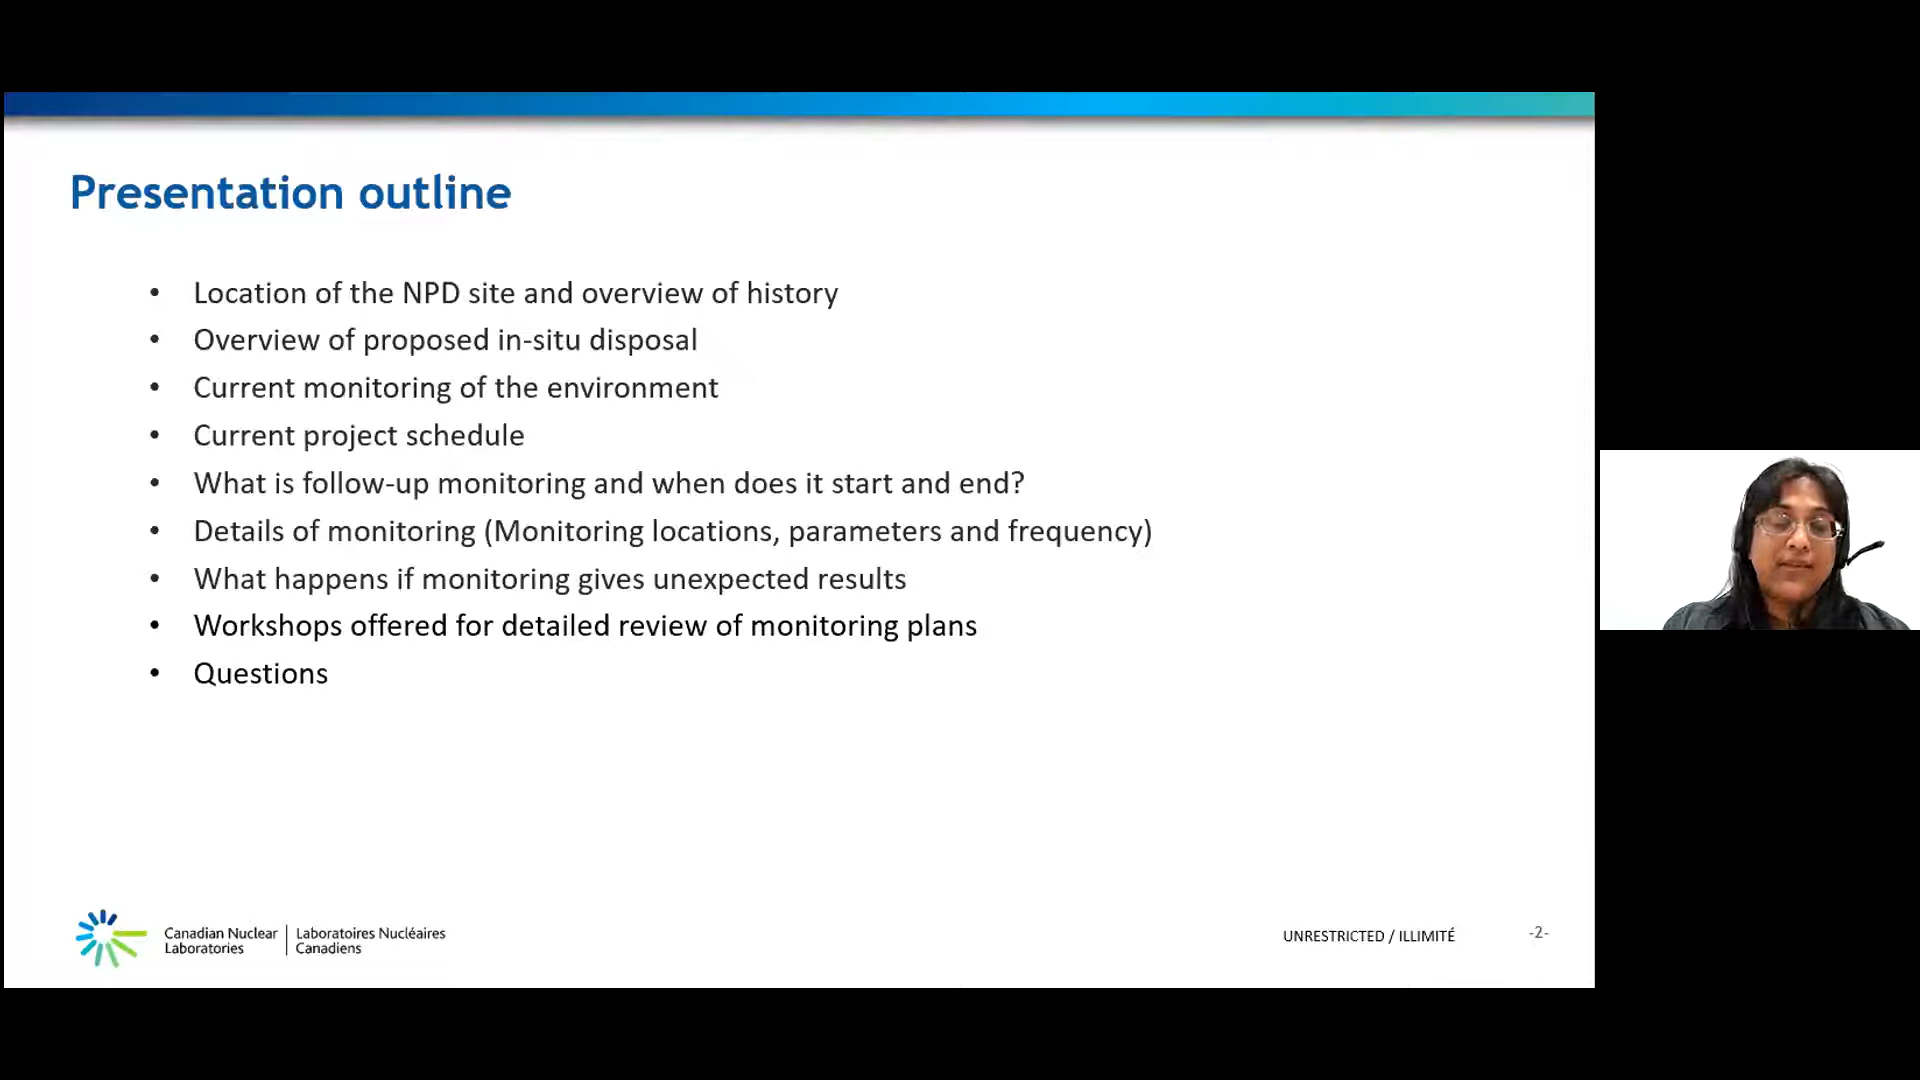 Presentation outline
• Location of the NPD site and overview of history
• Overview of proposed in-situ disposal
• Current monitoring of the environment
• Current project schedule
• What is follow-up monitoring and when does it start and end?
• Details of monitoring (Monitoring locations, parameters and frequency)
• What happens if monitoring gives unexpected results
• Workshops offered for detailed review of monitoring plans
• Questions
Canadian Nuclear
Laboratories
Laboratoires Nucléaires
Canadiens
UNRESTRICTED / ILLIMITÉ
-2-